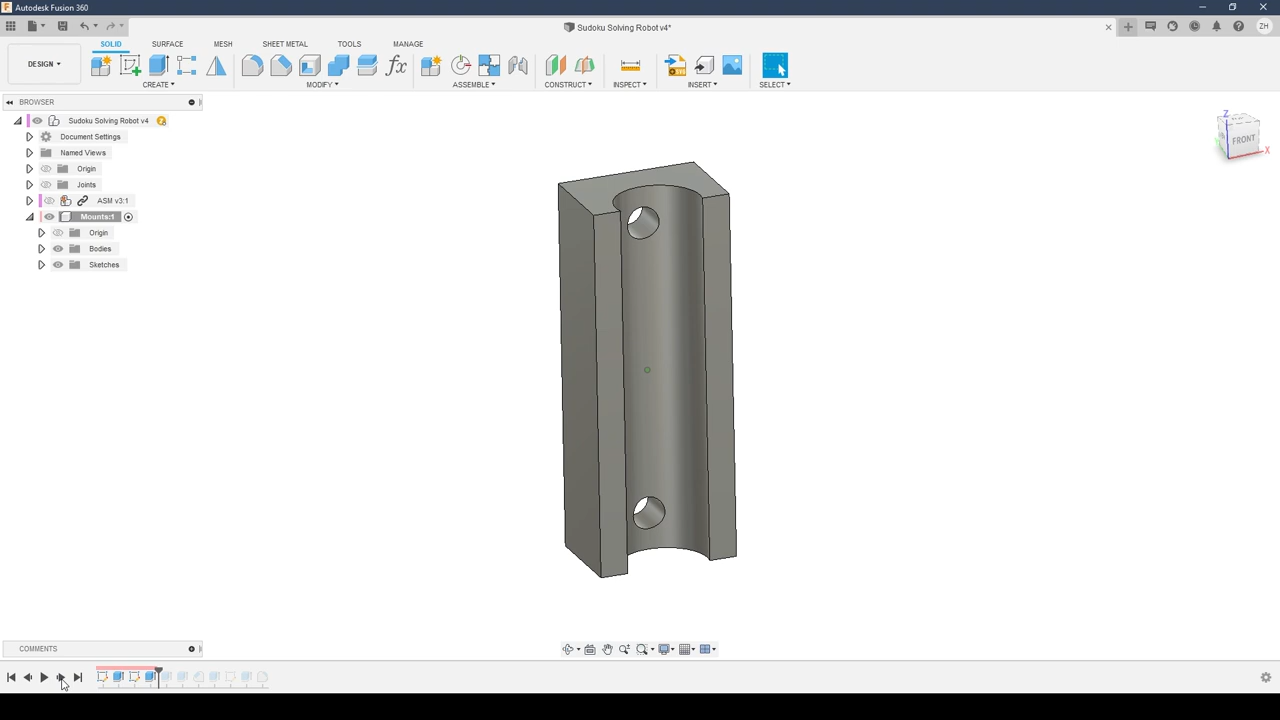 Autodesk Fusion 360
Sudoku Solving Robot v4*
ZH
DESIGN
SOLID SURFACE MESH SHEET METAL TOOLS MANAGE
fx
CREATE MODIFY ASSEMBLE CONSTRUCT INSPECT INSERT SELECT
BROWSER
Z
FRONT
X
Sudoku Solving Robot v4
Document Settings
Named Views
Origin
Joints
ASM v3:1
Mounts:1
Origin
Bodies
Sketches
COMMENTS